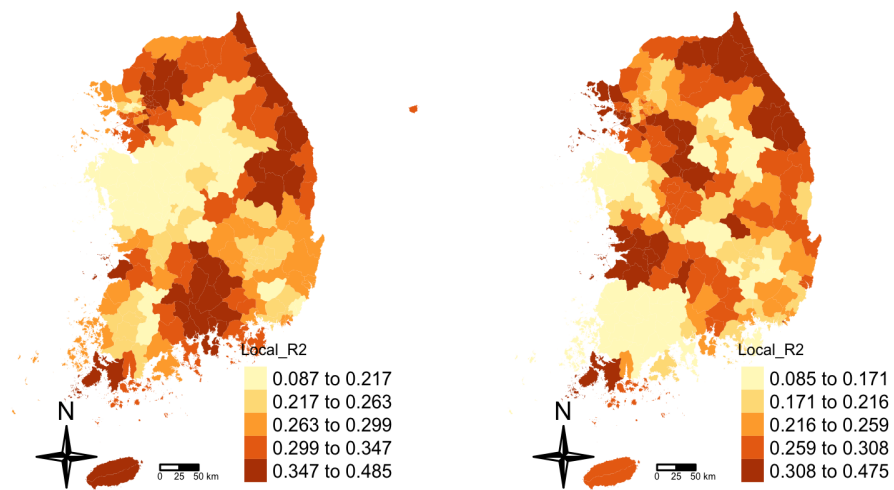 Local_R2
0.087 to 0.217
0.217 to 0.263
0.263 to 0.299
0.299 to 0.347
0.347 to 0.485
N
0 25 50 km
Local_R2
0.085 to 0.171
0.171 to 0.216
0.216 to 0.259
0.259 to 0.308
0.308 to 0.475
N
0 25 50 km